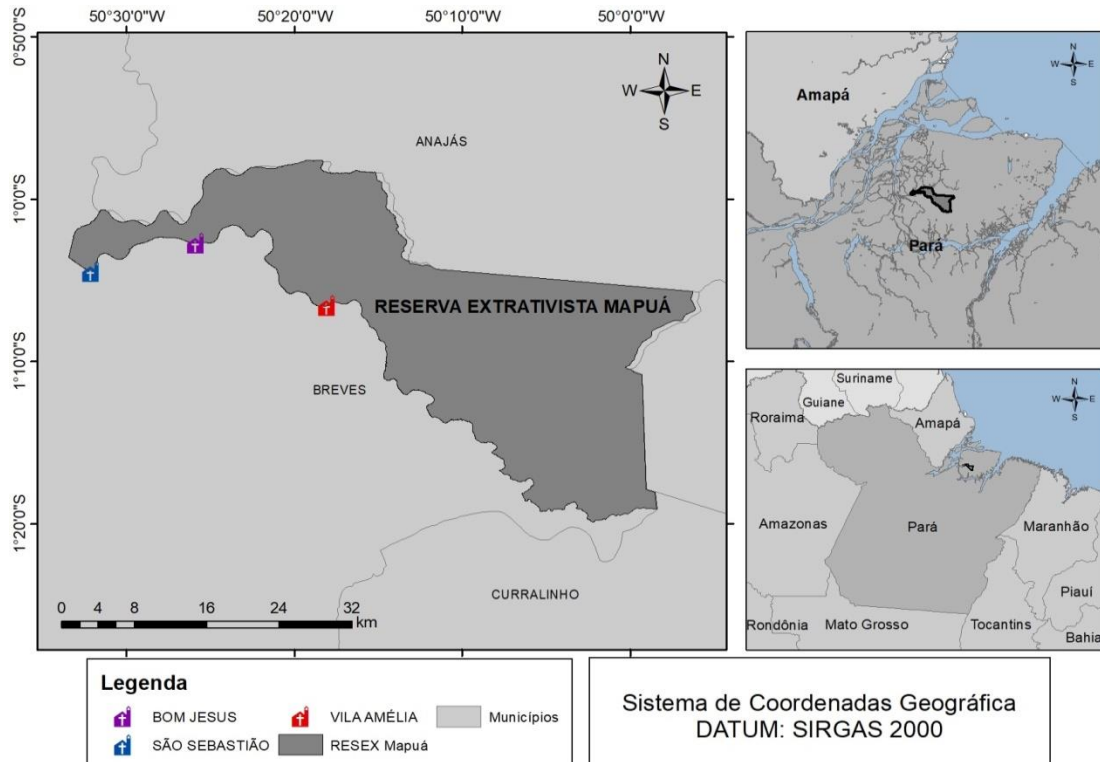 50°30'0"W 50°20'0"W 50°10'0"W 50°0'0"W
0°50'0"S
1°0'0"S
1°10'0"S
1°20'0"S
N
W E
S
ANAJÁS
RESERVA EXTRATIVISTA MAPUÁ
BREVES
CURRALINHO
0 4 8 16 24 32
km
N
W E
S
Amapá
Pará
N
W E
S
Suriname
Guiane
Roraima
Amapá
Amazonas
Pará
Maranhão
Piauí
Rondônia
Mato Grosso
Tocantins
Bahia
Legenda
BOM JESUS VILA AMÉLIA Municípios
SÃO SEBASTIÃO RESEX Mapuá
Sistema de Coordenadas Geográfica
DATUM: SIRGAS 2000